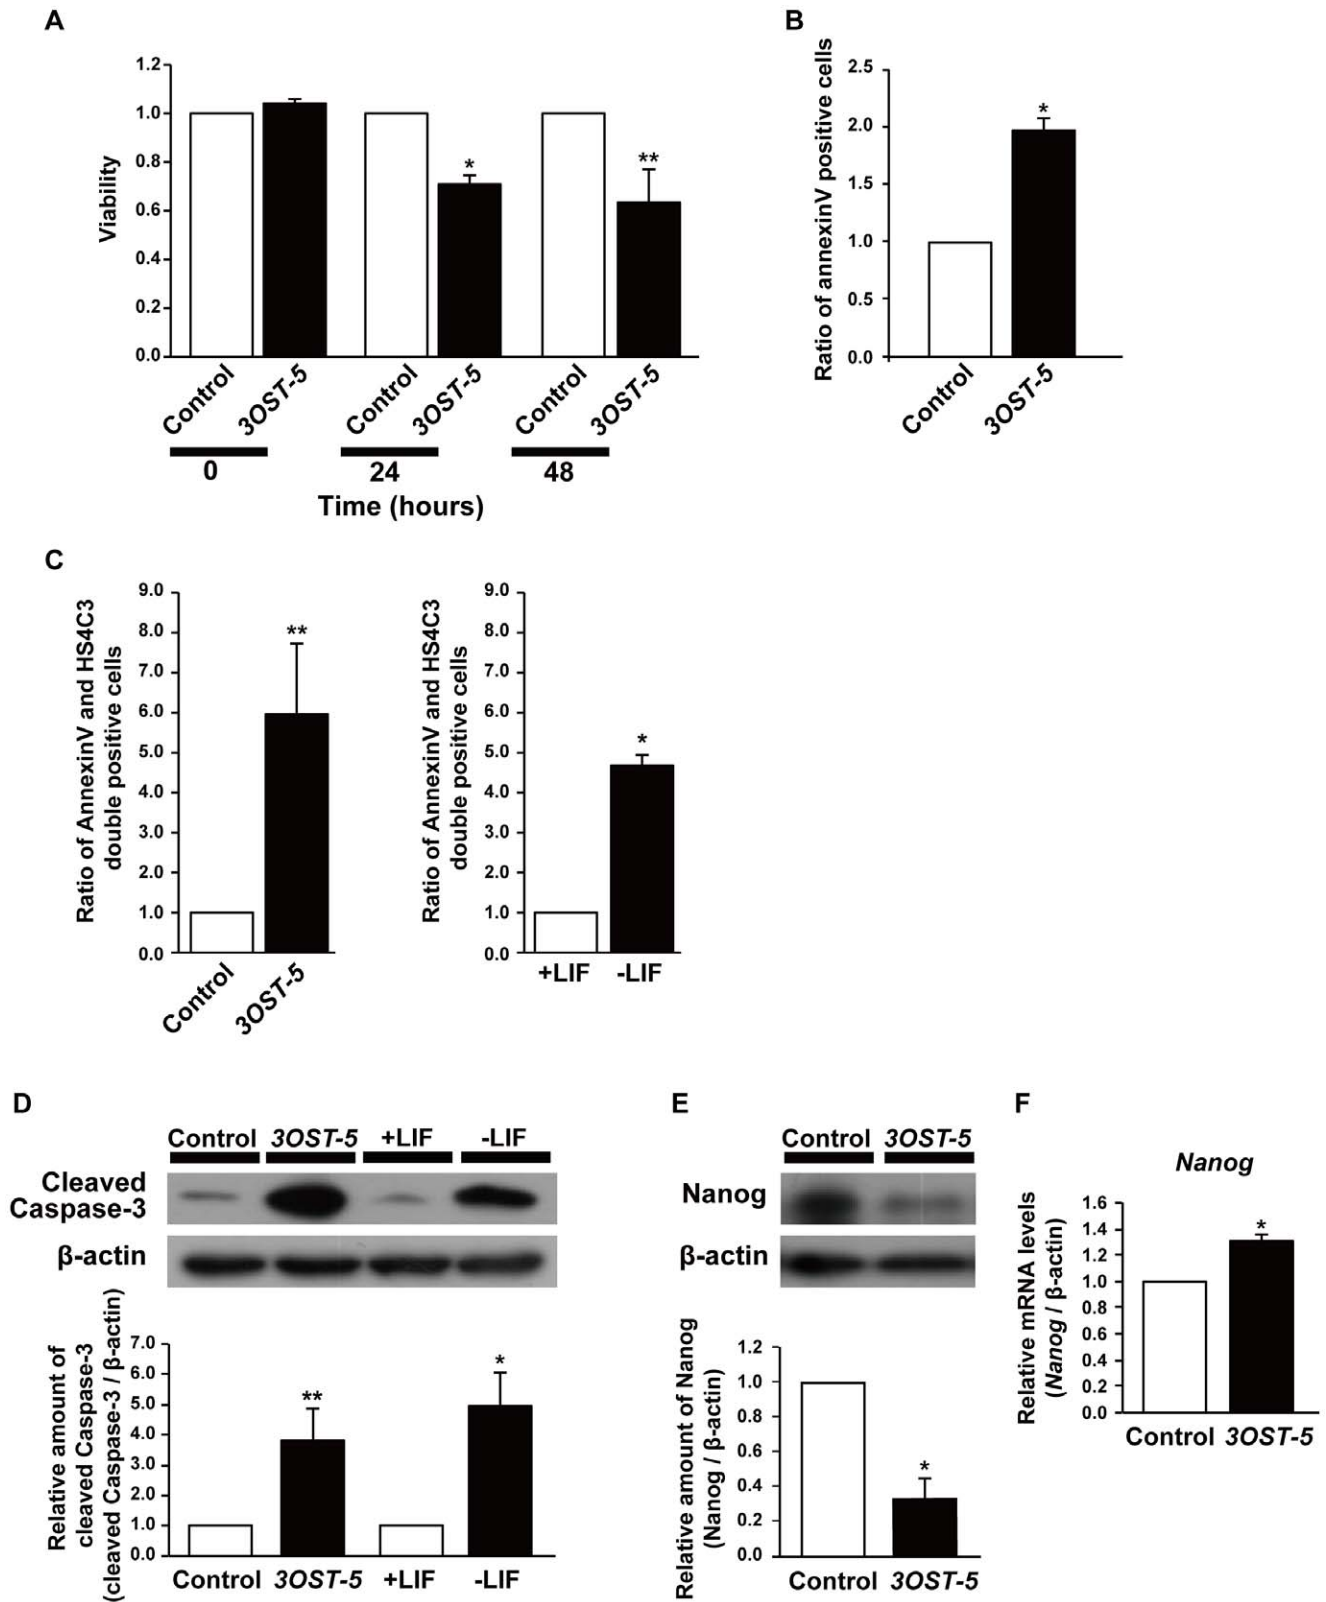 A
1.2
1.0
0.8
0.6
0.4
0.2
0.0
Viability
*
**
Control
3OST-5
Control
3OST-5
Control
3OST-5
0
24
48
Time (hours)
B
2.5
2.0
1.5
1.0
0.5
0.0
Ratio of annexinV positive cells
*
Control
3OST-5
C
9.0
8.0
7.0
6.0
5.0
4.0
3.0
2.0
1.0
0.0
Ratio of AnnexinV and HS4C3
double positive cells
**
Control
3OST-5
9.0
8.0
7.0
6.0
5.0
4.0
3.0
2.0
1.0
0.0
Ratio of AnnexinV and HS4C3
double positive cells
*
+LIF
-LIF
D
Control 3OST-5 +LIF -LIF
Cleaved
Caspase-3
β-actin
7.0
6.0
5.0
4.0
3.0
2.0
1.0
0.0
Relative amount of
cleaved Caspase-3
(cleaved Caspase-3 / β-actin)
**
*
Control 3OST-5 +LIF -LIF
E
Control 3OST-5
Nanog
β-actin
1.2
1.0
0.8
0.6
0.4
0.2
0.0
Relative amount of Nanog
(Nanog / β-actin)
*
Control 3OST-5
F
Nanog
1.6
1.4
1.2
1.0
0.8
0.6
0.4
0.2
0.0
Relative mRNA levels
(Nanog / β-actin)
*
Control 3OST-5